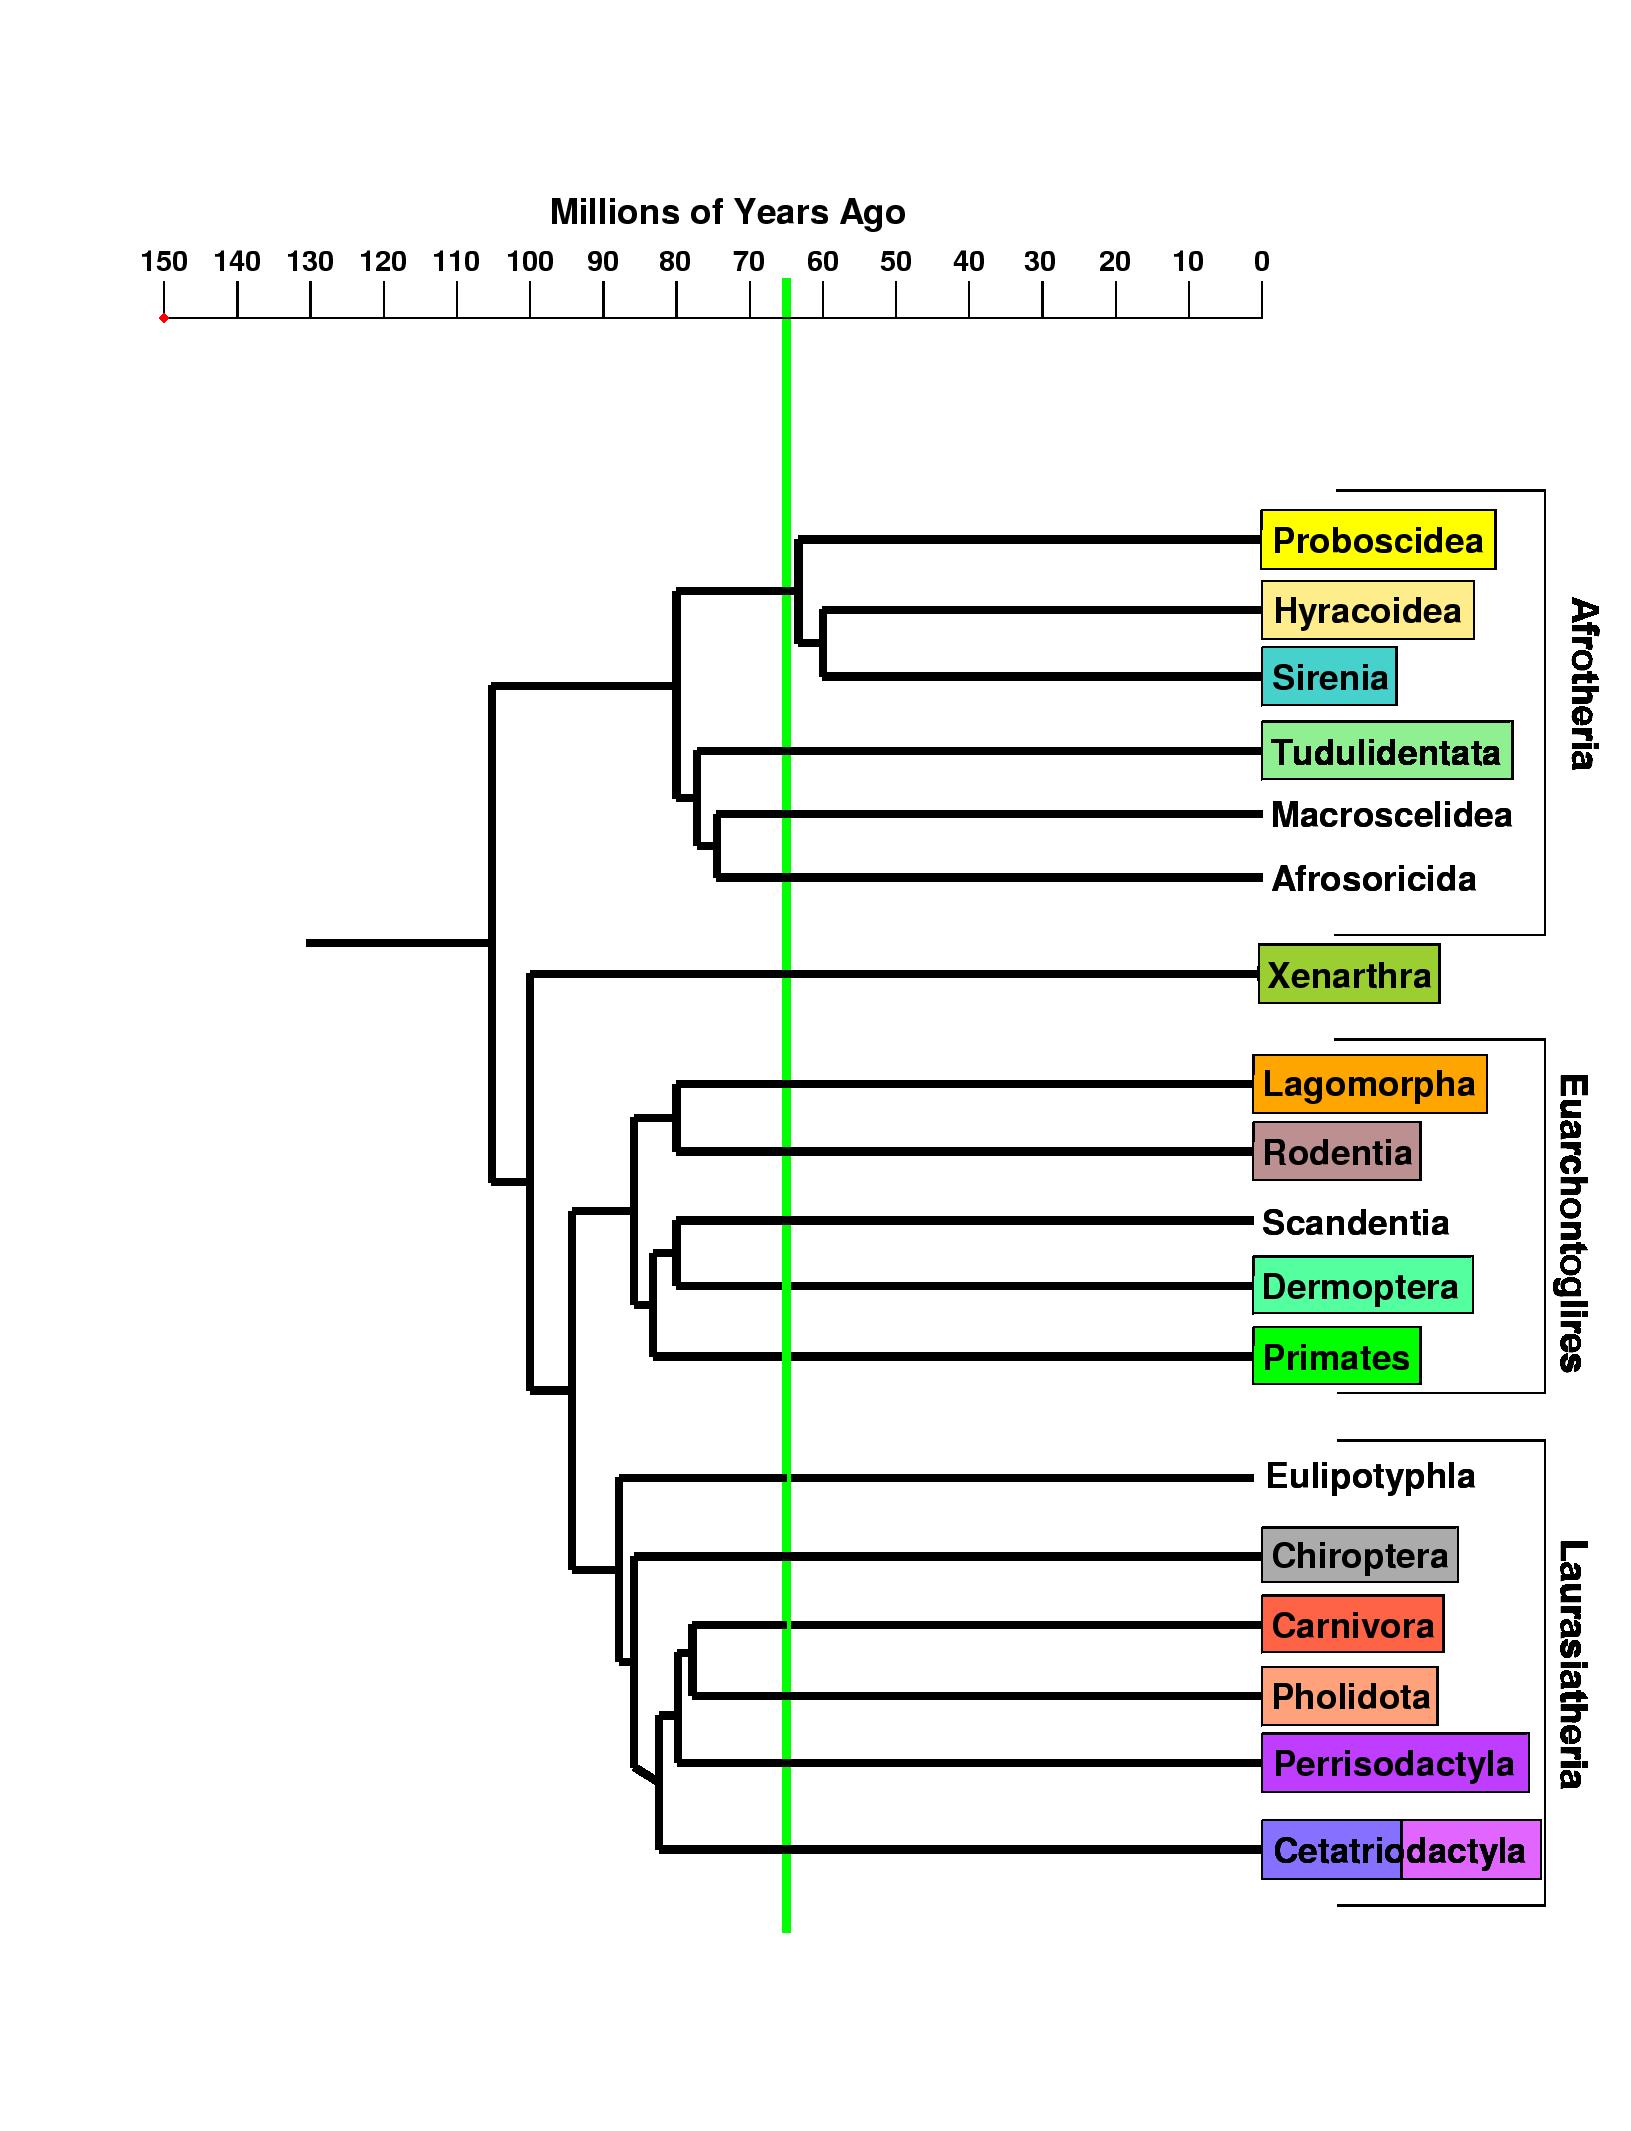 Millions of Years Ago
150 140 130 120 110 100 90 80 70 60 50 40 30 20 10 0
Proboscidea
Hyracoidea
Sirenia
Tudulidentata
Macroscelidea
Afrosoricida
Afrotheria
Xenarthra
Lagomorpha
Rodentia
Scandentia
Dermoptera
Primates
Euarchontoglires
Eulipotyphla
Chiroptera
Carnivora
Pholidota
Perrisodactyla
Cetatriodactyla
Laurasiatheria